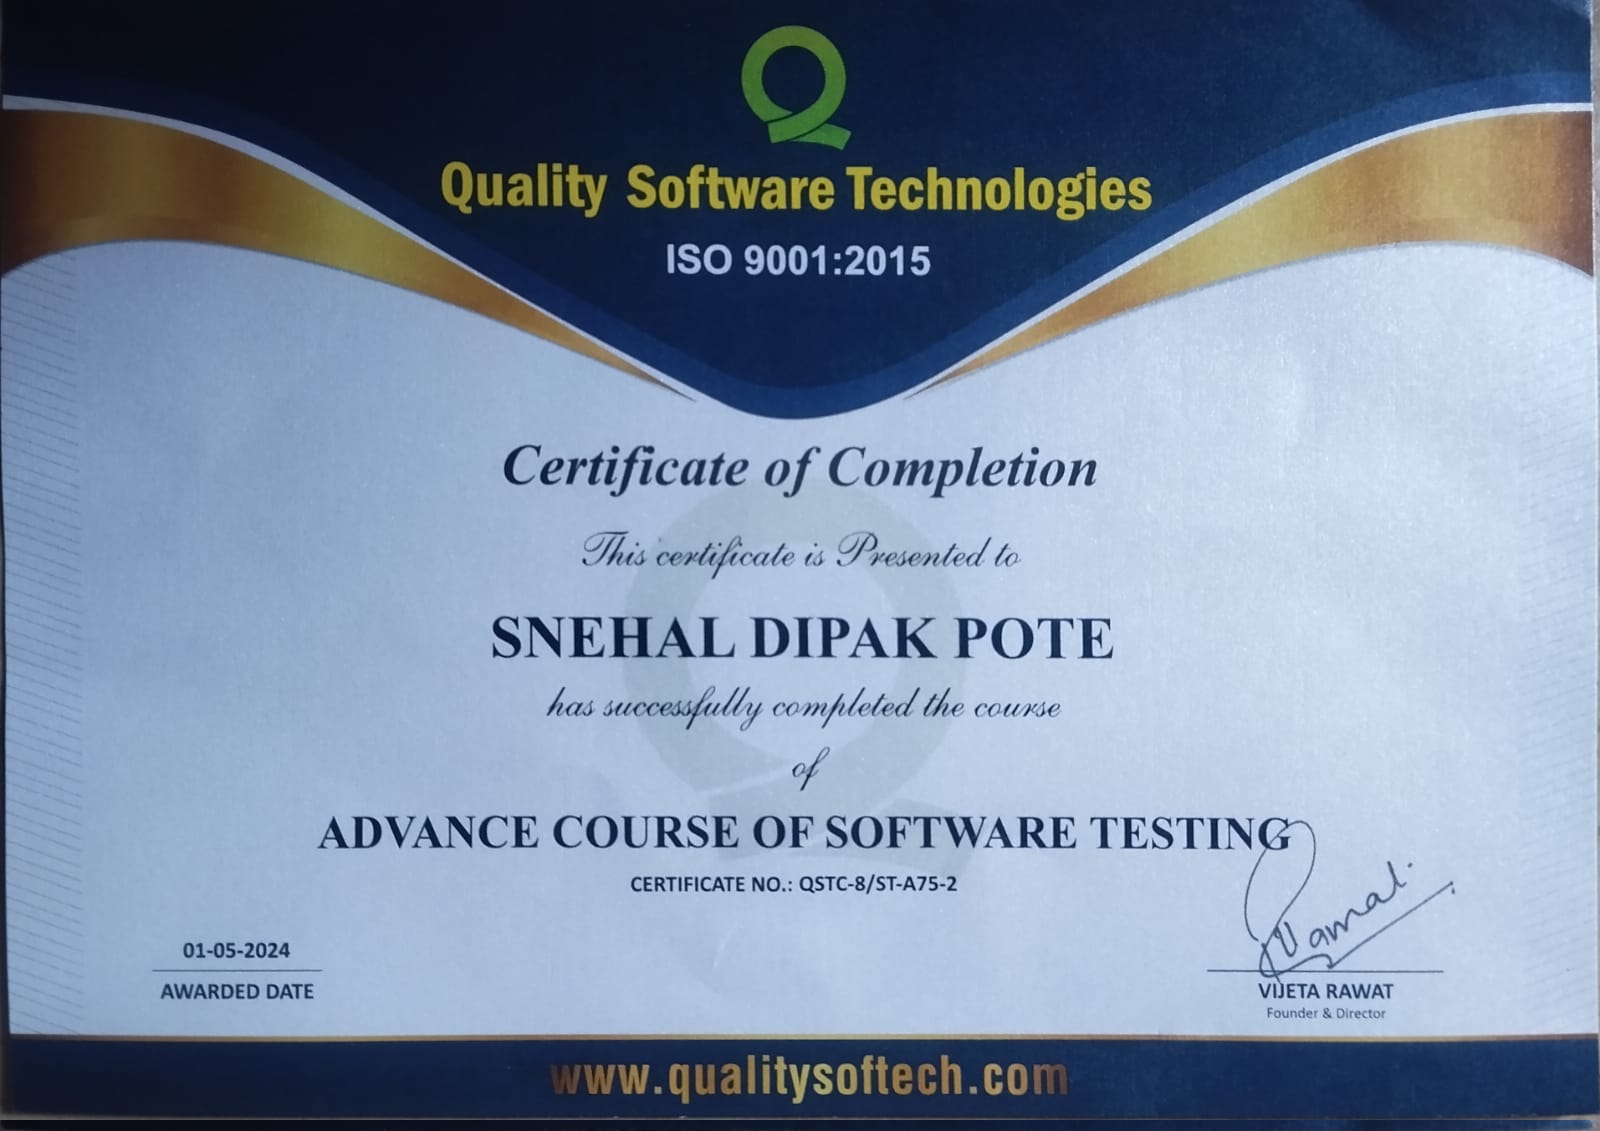 Quality Software Technologies
ISO 9001:2015
Certificate of Completion
This certificate is Presented to
SNEHAL DIPAK POTE
has successfully completed the course
of
ADVANCE COURSE OF SOFTWARE TESTING
CERTIFICATE NO.: QSTC-8/ST-A75-2
01-05-2024
AWARDED DATE
VRawat
VIJETA RAWAT
Founder & Director
www.qualitysoftech.com